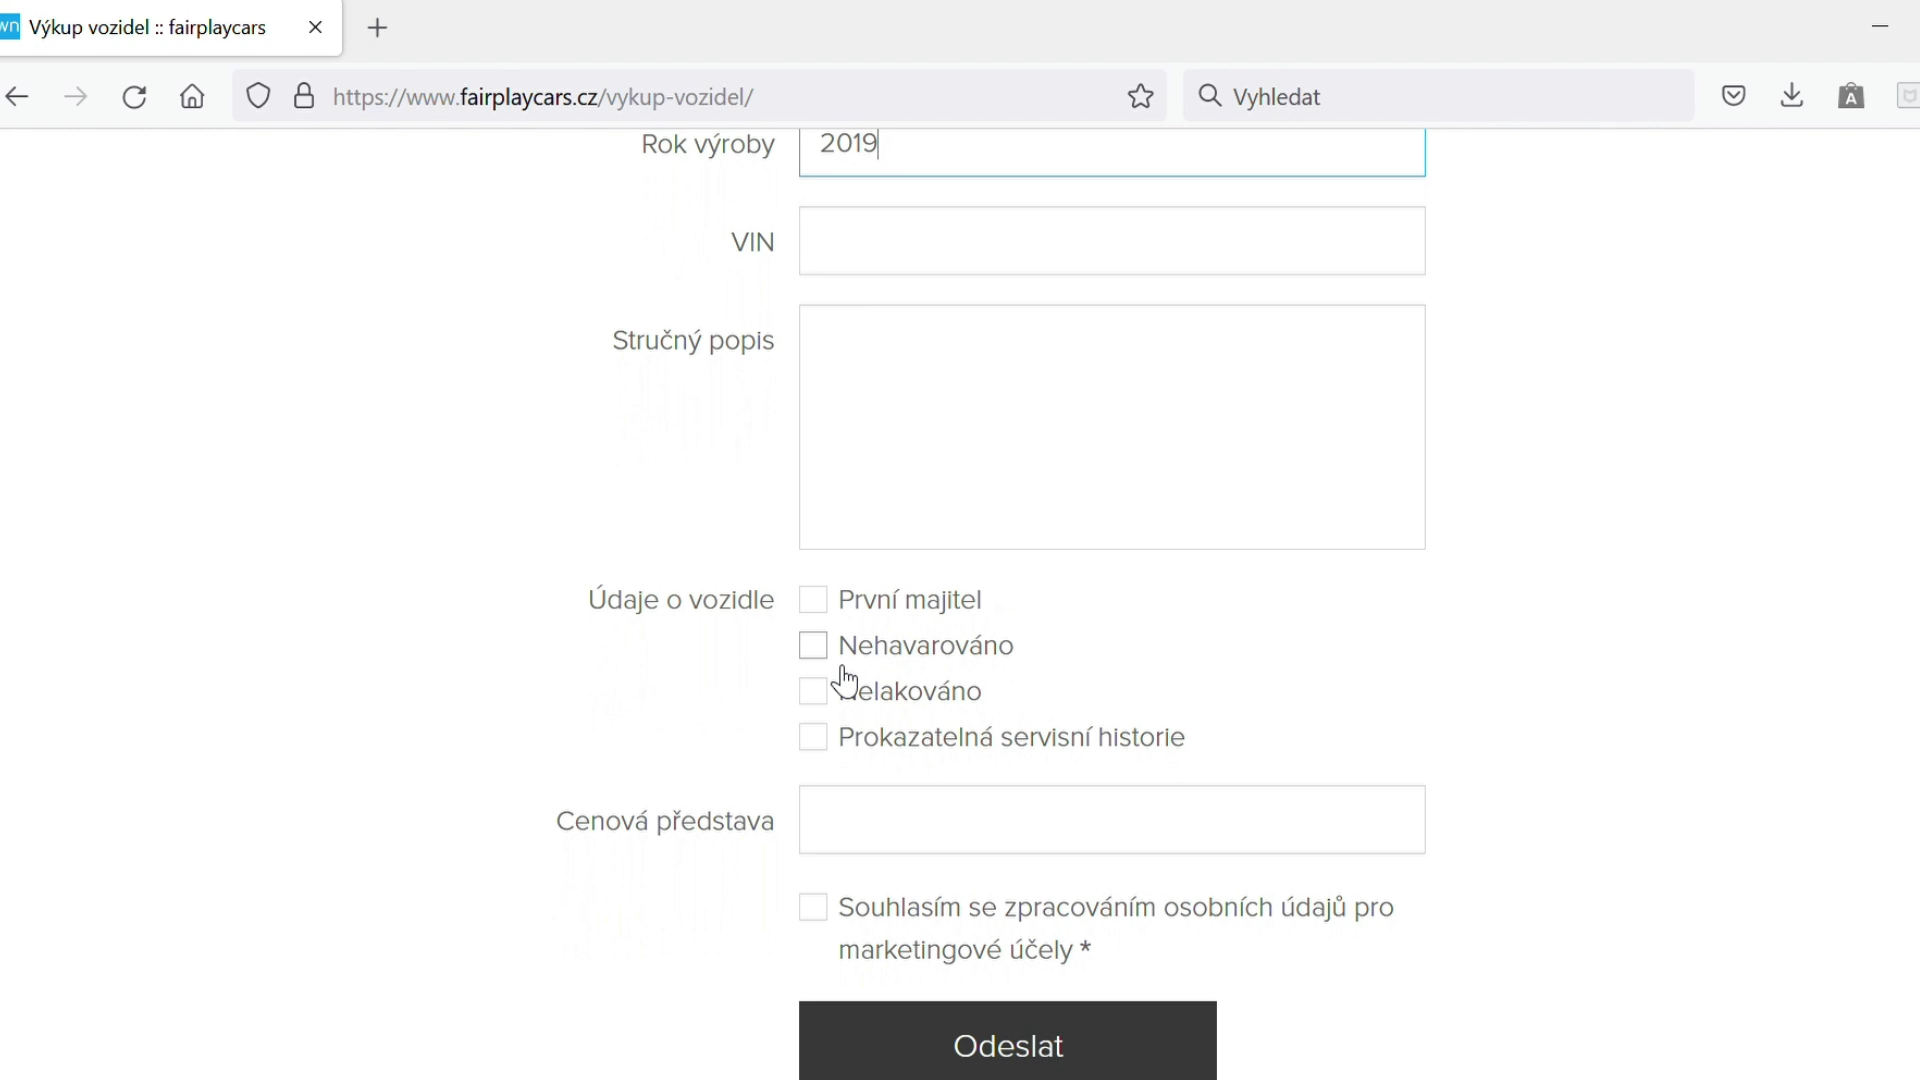 Výkup vozidel :: fairplaycars
https://www.fairplaycars.cz/vykup-vozidel/
Vyhledat
Rok výroby 2019
VIN
Stručný popis
Údaje o vozidle
První majitel
Nehavarováno
elakováno
Prokazatelná servisní historie
Cenová představa
Souhlasím se zpracováním osobních údajů pro
marketingové účely *
Odeslat